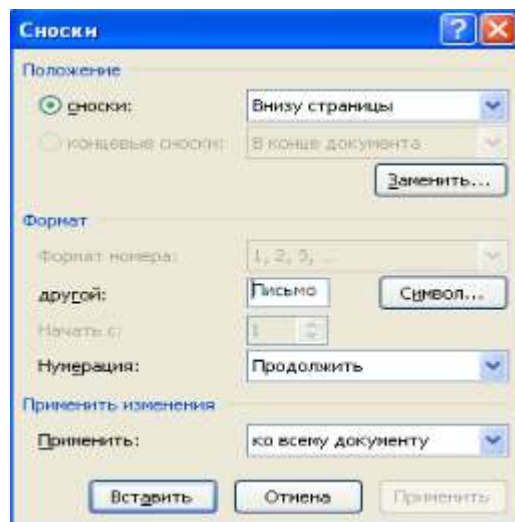 Сноски
Положение
сноски: Внизу страницы
концевые сноски: В конце документа
Заменить...
Формат
Формат номера: 1, 2, 3, ...
другой: Письмо Символ...
Начать с: 1
Нумерация: Продолжить
Применить изменения
Применить: ко всему документу
Вставить Отмена Применить